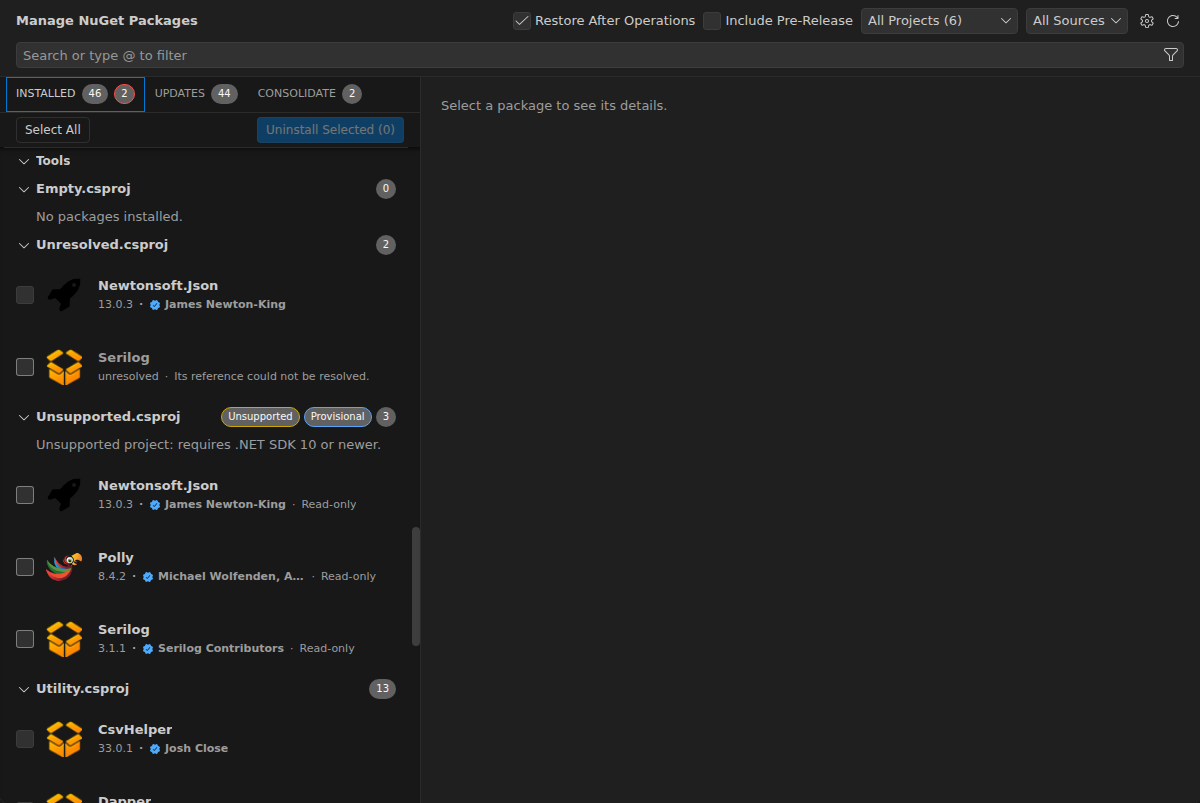 Manage NuGet Packages
Restore After Operations
Include Pre-Release
All Projects (6)
All Sources
Search or type @ to filter
INSTALLED 46 2
UPDATES 44
CONSOLIDATE 2
Select All
Uninstall Selected (0)
Select a package to see its details.
Tools
Empty.csproj 0
No packages installed.
Unresolved.csproj 2
Newtonsoft.Json
13.0.3 · James Newton-King
Serilog
unresolved · Its reference could not be resolved.
Unsupported.csproj Unsupported Provisional 3
Unsupported project: requires .NET SDK 10 or newer.
Newtonsoft.Json
13.0.3 · James Newton-King · Read-only
Polly
8.4.2 · Michael Wolfenden, A... · Read-only
Serilog
3.1.1 · Serilog Contributors · Read-only
Utility.csproj 13
CsvHelper
33.0.1 · Josh Close
Dapper